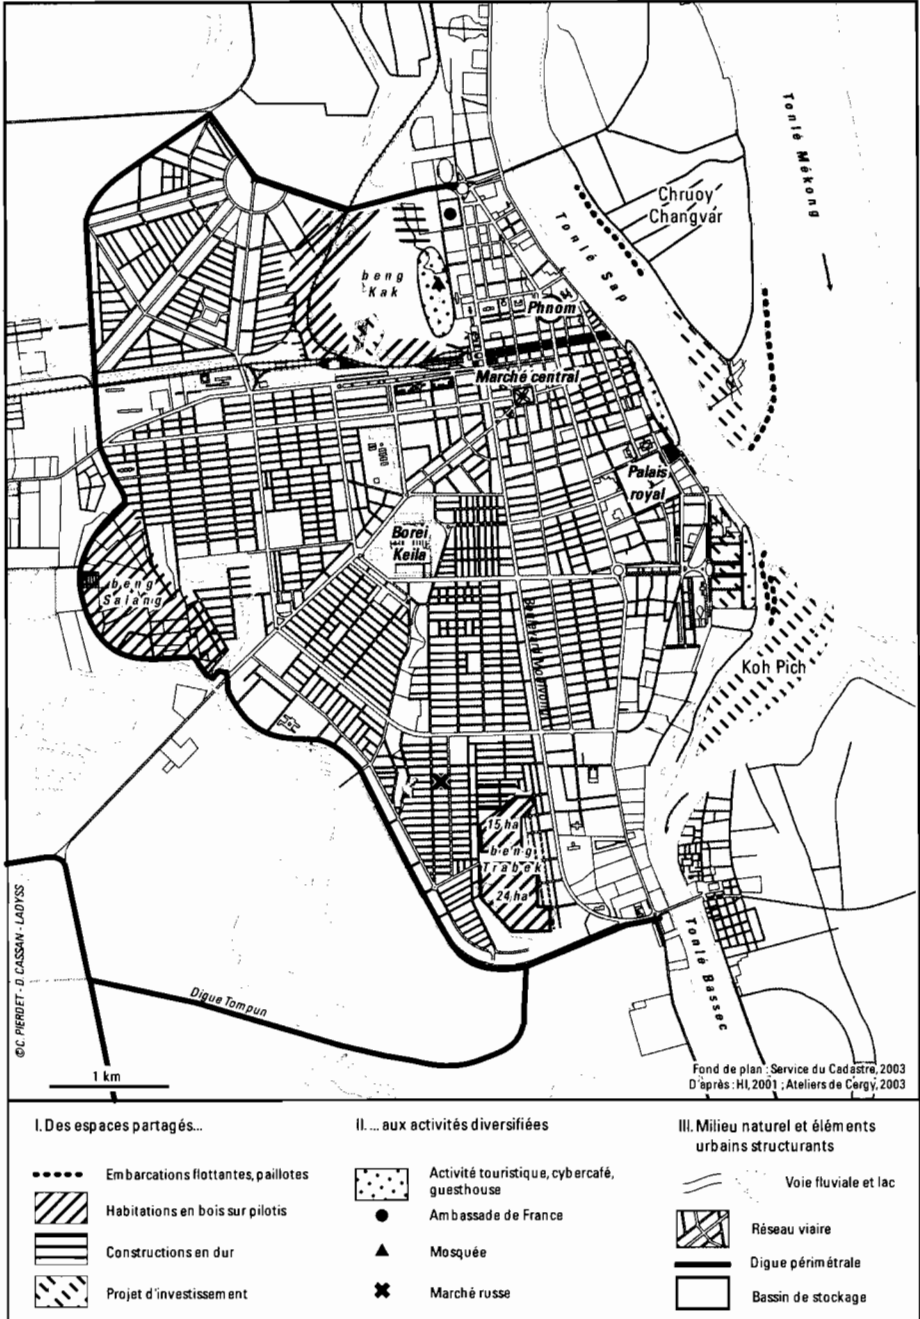 Tonlé Mékong
Chruoy
Changvar
Tonlé Sap
beng
Kak
Phnom
Marché central
Palais
royal
Borei
Keila
beng
Salang
Koh Pich
15 ha
beng
Trabek
24 ha
Tonlé Bassec
Digue Tompun
© C. PIERDET - D. CASSAN - LADYSS
1 km
Fond de plan : Service du Cadastre, 2003
D'après : HI, 2001 ; Ateliers de Cergy, 2003
I. Des espaces partagés...
Embarcations flottantes, paillotes
Habitations en bois sur pilotis
Constructions en dur
Projet d'investissement
II. ... aux activités diversifiées
Activité touristique, cybercafé,
guesthouse
Ambassade de France
Mosquée
Marché russe
III. Milieu naturel et éléments
urbains structurants
Voie fluviale et lac
Réseau viaire
Digue périmétrale
Bassin de stockage